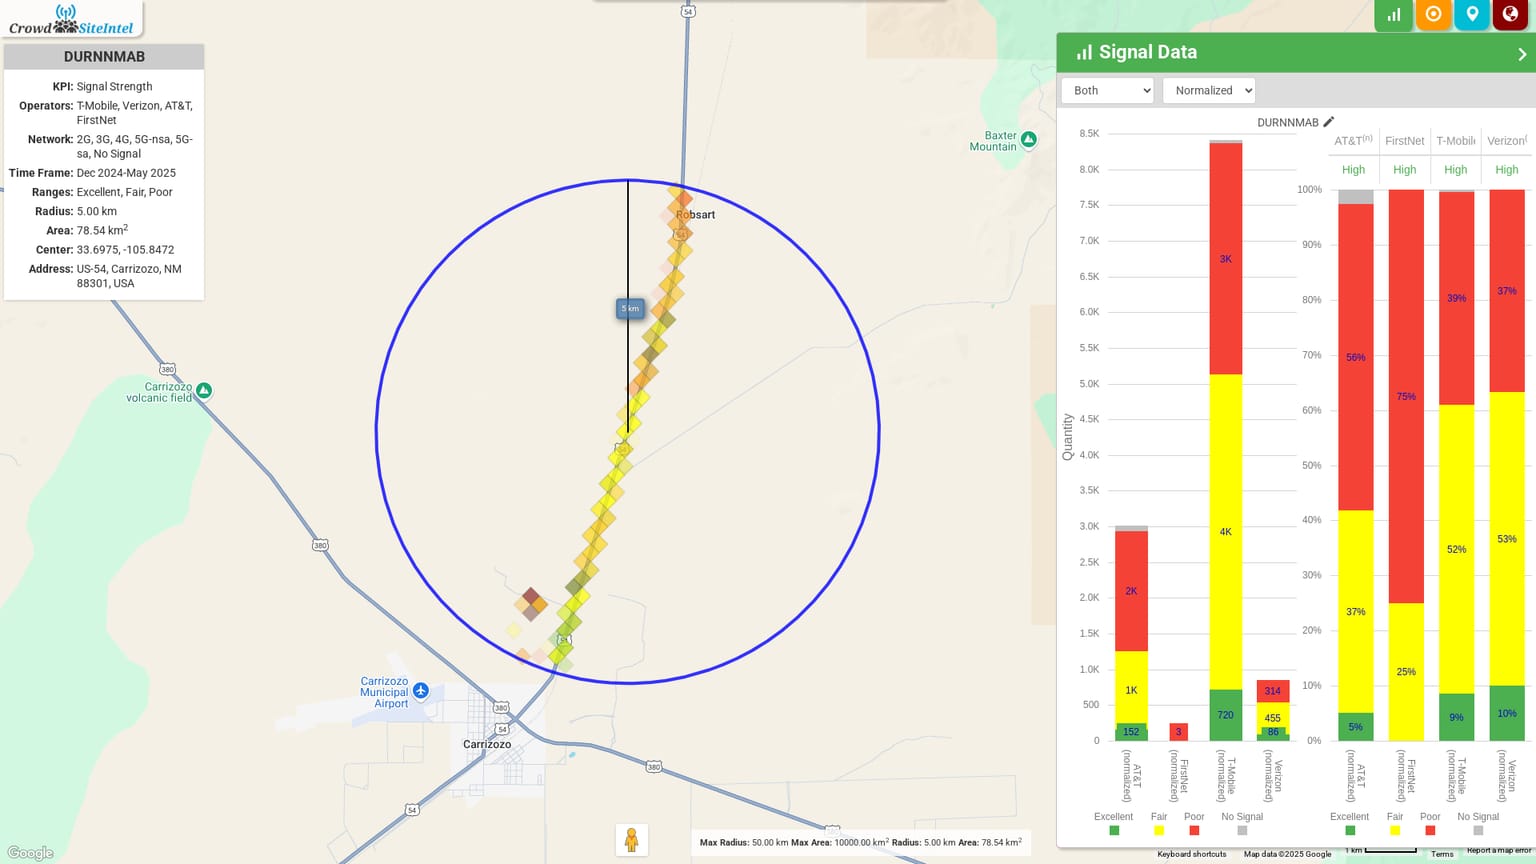 Crowd SiteIntel
DURNNMAB
KPI: Signal Strength
Operators: T-Mobile, Verizon, AT&T,
FirstNet
Network: 2G, 3G, 4G, 5G-nsa, 5G-
sa, No Signal
Time Frame: Dec 2024-May 2025
Ranges: Excellent, Fair, Poor
Radius: 5.00 km
Area: 78.54 km²
Center: 33.6975, -105.8472
Address: US-54, Carrizozo, NM
88301, USA
54
Baxter
Mountain
Robsart
54
5 km
380
Carrizozo
volcanic field
54
380
54
Carrizozo
Municipal
Airport
380
54
Carrizozo
380
54
380
Google
Max Radius: 50.00 km Max Area: 10000.00 km² Radius: 5.00 km Area: 78.54 km²
Signal Data
Both
Normalized
DURNNMAB
Quantity
8.5K
8.0K
7.5K
7.0K
6.5K
6.0K
5.5K
5.0K
4.5K
4.0K
3.5K
3.0K
2.5K
2.0K
1.5K
1.0K
500
0
2K
1K
152
3
3K
4K
720
314
455
86
AT&T
(normalized)
FirstNet
(normalized)
T-Mobile
(normalized)
Verizon
(normalized)
Excellent
Fair
Poor
No Signal
AT&T(n) FirstNet T-Mobile Verizon(
High High High High
100%
90%
80%
70%
60%
50%
40%
30%
20%
10%
0%
56%
37%
5%
75%
25%
39%
52%
9%
37%
53%
10%
AT&T
(normalized)
FirstNet
(normalized)
T-Mobile
(normalized)
Verizon
(normalized)
Excellent
Fair
Poor
No Signal
Keyboard shortcuts
Map data ©2025 Google
1 km
Terms
Report a map error